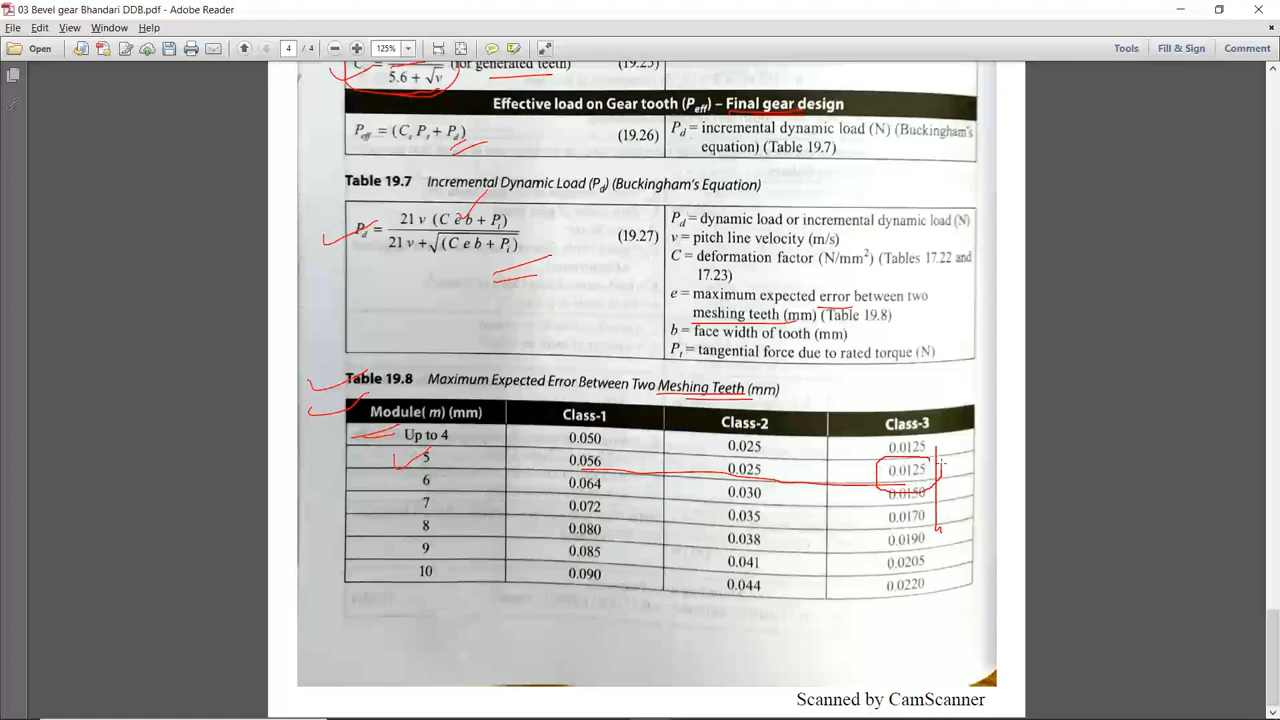 03 Bevel gear Bhandari DDB.pdf - Adobe Reader
File Edit View Window Help
Open 4 / 4 125% Tools Fill & Sign Comment
5.6 + √v (for generated teeth) (19.25)
Effective load on Gear tooth (Peff) – Final gear design
Peff = (Cs Pt + Pd) (19.26) Pd = incremental dynamic load (N) (Buckingham's
equation) (Table 19.7)
Table 19.7 Incremental Dynamic Load (Pd) (Buckingham's Equation)
Pd = 21 v (C e b + Pt) / 21 v + √(C e b + Pt) (19.27)
Pd = dynamic load or incremental dynamic load (N)
v = pitch line velocity (m/s)
C = deformation factor (N/mm²) (Tables 17.22 and
17.23)
e = maximum expected error between two
meshing teeth (mm) (Table 19.8)
b = face width of tooth (mm)
Pt = tangential force due to rated torque (N)
Table 19.8 Maximum Expected Error Between Two Meshing Teeth (mm)
Module( m) (mm) Class-1 Class-2 Class-3
Up to 4 0.050 0.025 0.0125
5 0.056 0.025 0.0125
6 0.064 0.030 0.0150
7 0.072 0.035 0.0170
8 0.080 0.038 0.0190
9 0.085 0.041 0.0205
10 0.090 0.044 0.0220
Scanned by CamScanner